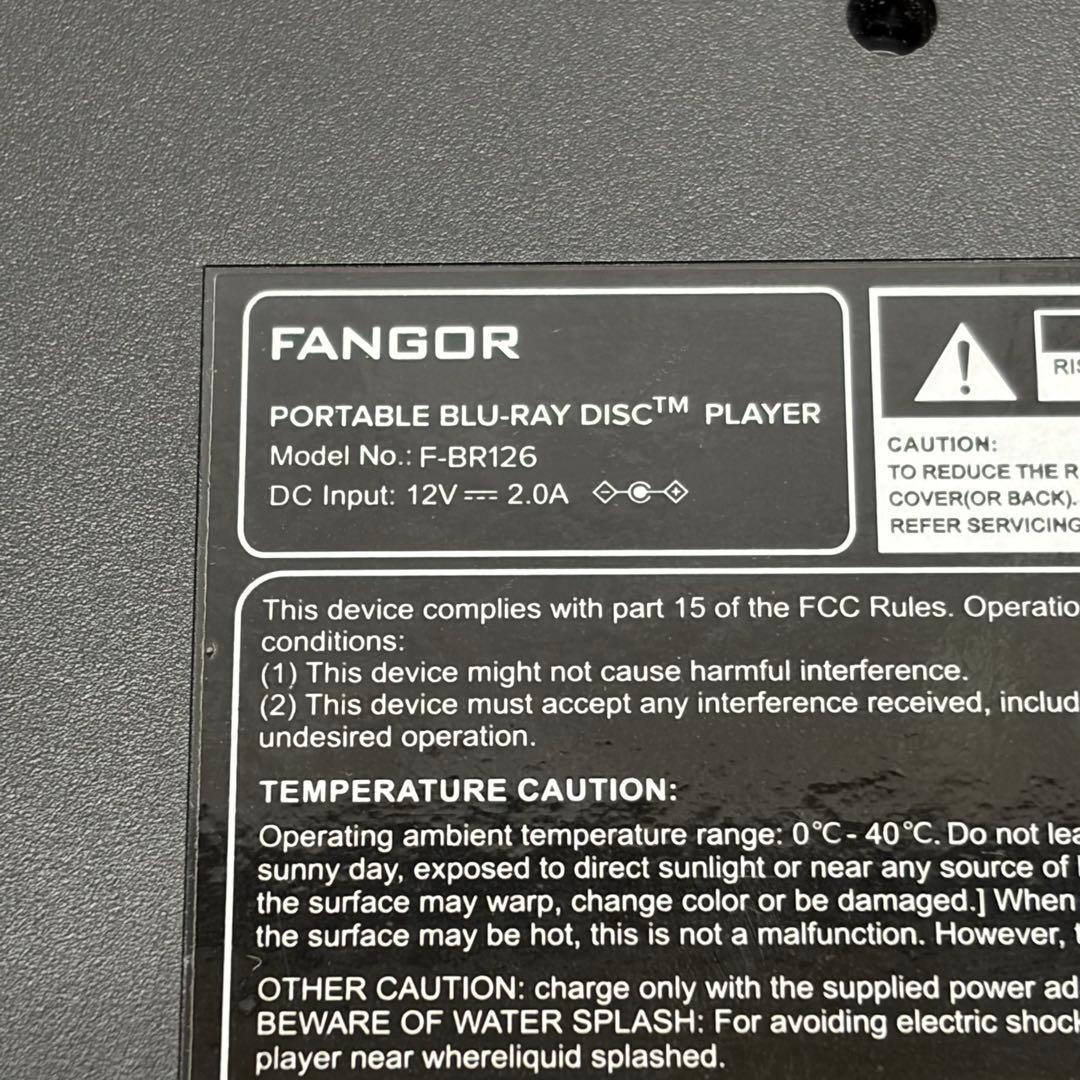 FANGOR
PORTABLE BLU-RAY DISC™ PLAYER
Model No.: F-BR126
DC Input: 12V⎓ 2.0A
CAUTION:
TO REDUCE THE
COVER(OR BACK).
REFER SERVICING
This device complies with part 15 of the FCC Rules.
conditions:
(1) This device might not cause harmful interference.
(2) This device must accept any interference received,
undesired operation.
TEMPERATURE CAUTION:
Operating ambient temperature range: 0℃- 40℃. Do not
sunny day, exposed to direct sunlight or near any source of
the surface may warp, change color or be damaged.] When
the surface may be hot, this is not a malfunction. However,
OTHER CAUTION: charge only with the supplied power
BEWARE OF WATER SPLASH: For avoiding electric
player near whereliquid splashed.